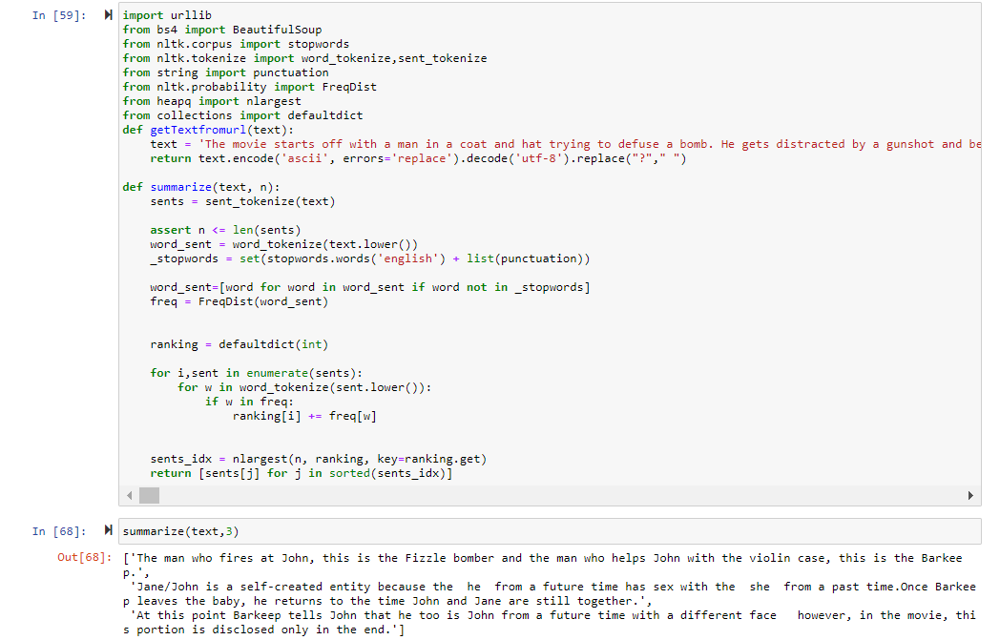 In [59]:
import urllib
from bs4 import BeautifulSoup
from nltk.corpus import stopwords
from nltk.tokenize import word_tokenize,sent_tokenize
from string import punctuation
from nltk.probability import FreqDist
from heapq import nlargest
from collections import defaultdict
def getTextfromurl(text):
    text = 'The movie starts off with a man in a coat and hat trying to defuse a bomb. He gets distracted by a gunshot and be
    return text.encode('ascii', errors='replace').decode('utf-8').replace("?"," ")
def summarize(text, n):
    sents = sent_tokenize(text)
    assert n <= len(sents)
    word_sent = word_tokenize(text.lower())
    _stopwords = set(stopwords.words('english') + list(punctuation))
    word_sent=[word for word in word_sent if word not in _stopwords]
    freq = FreqDist(word_sent)
    ranking = defaultdict(int)
    for i,sent in enumerate(sents):
        for w in word_tokenize(sent.lower()):
            if w in freq:
                ranking[i] += freq[w]
    sents_idx = nlargest(n, ranking, key=ranking.get)
    return [sents[j] for j in sorted(sents_idx)]
In [68]:
summarize(text,3)
Out[68]:
['The man who fires at John, this is the Fizzle bomber and the man who helps John with the violin case, this is the Barkee
p.',
 'Jane/John is a self-created entity because the  he  from a future time has sex with the  she  from a past time.Once Barkee
p leaves the baby, he returns to the time John and Jane are still together.',
 'At this point Barkeep tells John that he too is John from a future time with a different face   however, in the movie, thi
s portion is disclosed only in the end.']